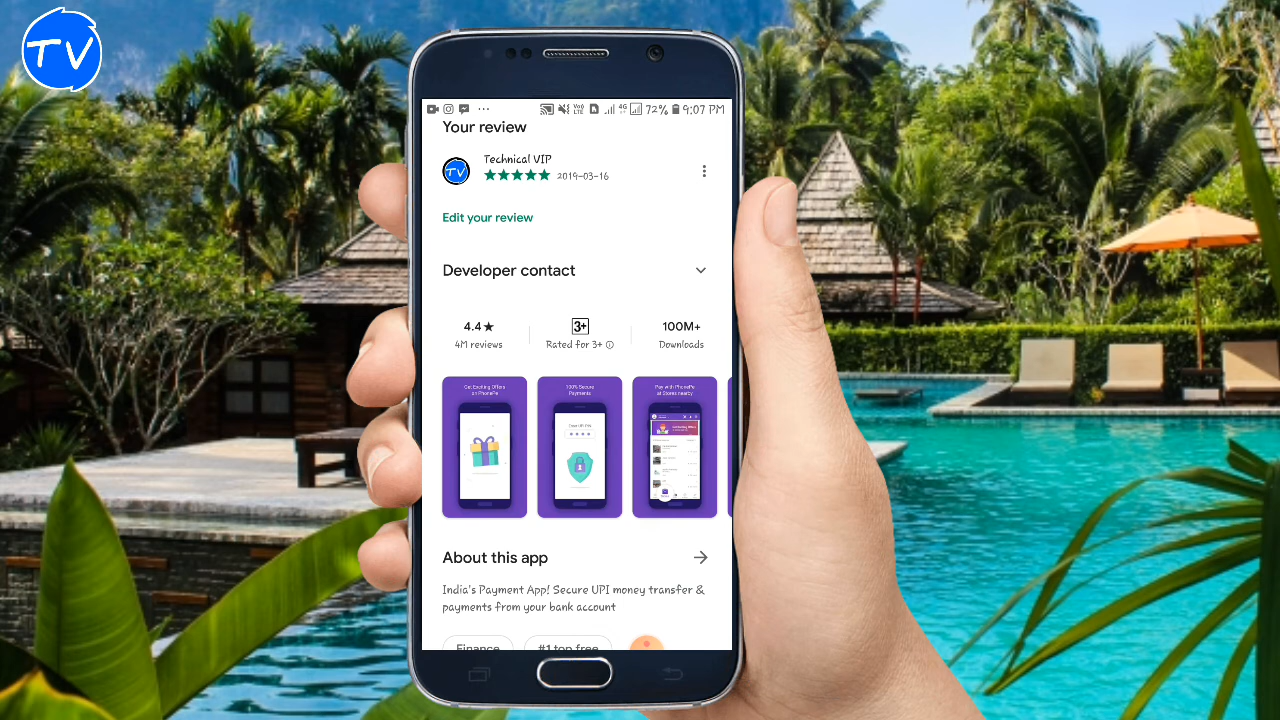 TV
72% 9:07 PM
Your review
TV
Technical VIP
2019-03-16
Edit your review
Developer contact
4.4★
4M reviews
3+
Rated for 3+
100M+
Downloads
Get Exciting Offers
on PhonePe
100% Secure
Payments
Pay with PhonePe
at Stores nearby
About this app
India's Payment App! Secure UPI money transfer &
payments from your bank account
Finance
#1 top free